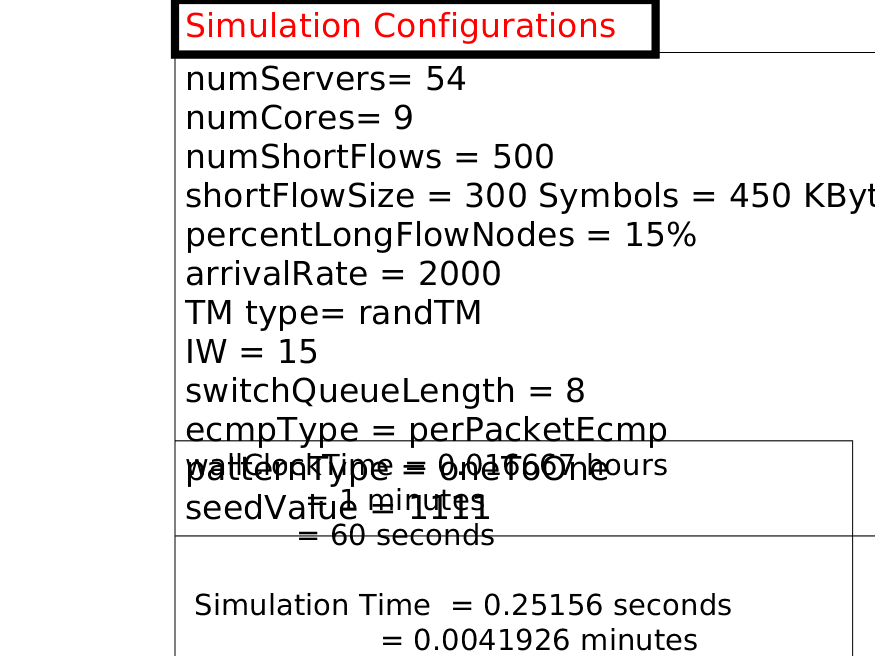 Simulation Configurations
numServers= 54
numCores= 9
numShortFlows = 500
shortFlowSize = 300 Symbols = 450 KByt
percentLongFlowNodes = 15%
arrivalRate = 2000
TM type= randTM
IW = 15
switchQueueLength = 8
ecmpType = perPacketEcmp
wallClockTime = 0.016667 hours
patternType = oneToOne
= 1 minutes
seedValue = 1111
= 60 seconds
Simulation Time  = 0.25156 seconds
= 0.0041926 minutes